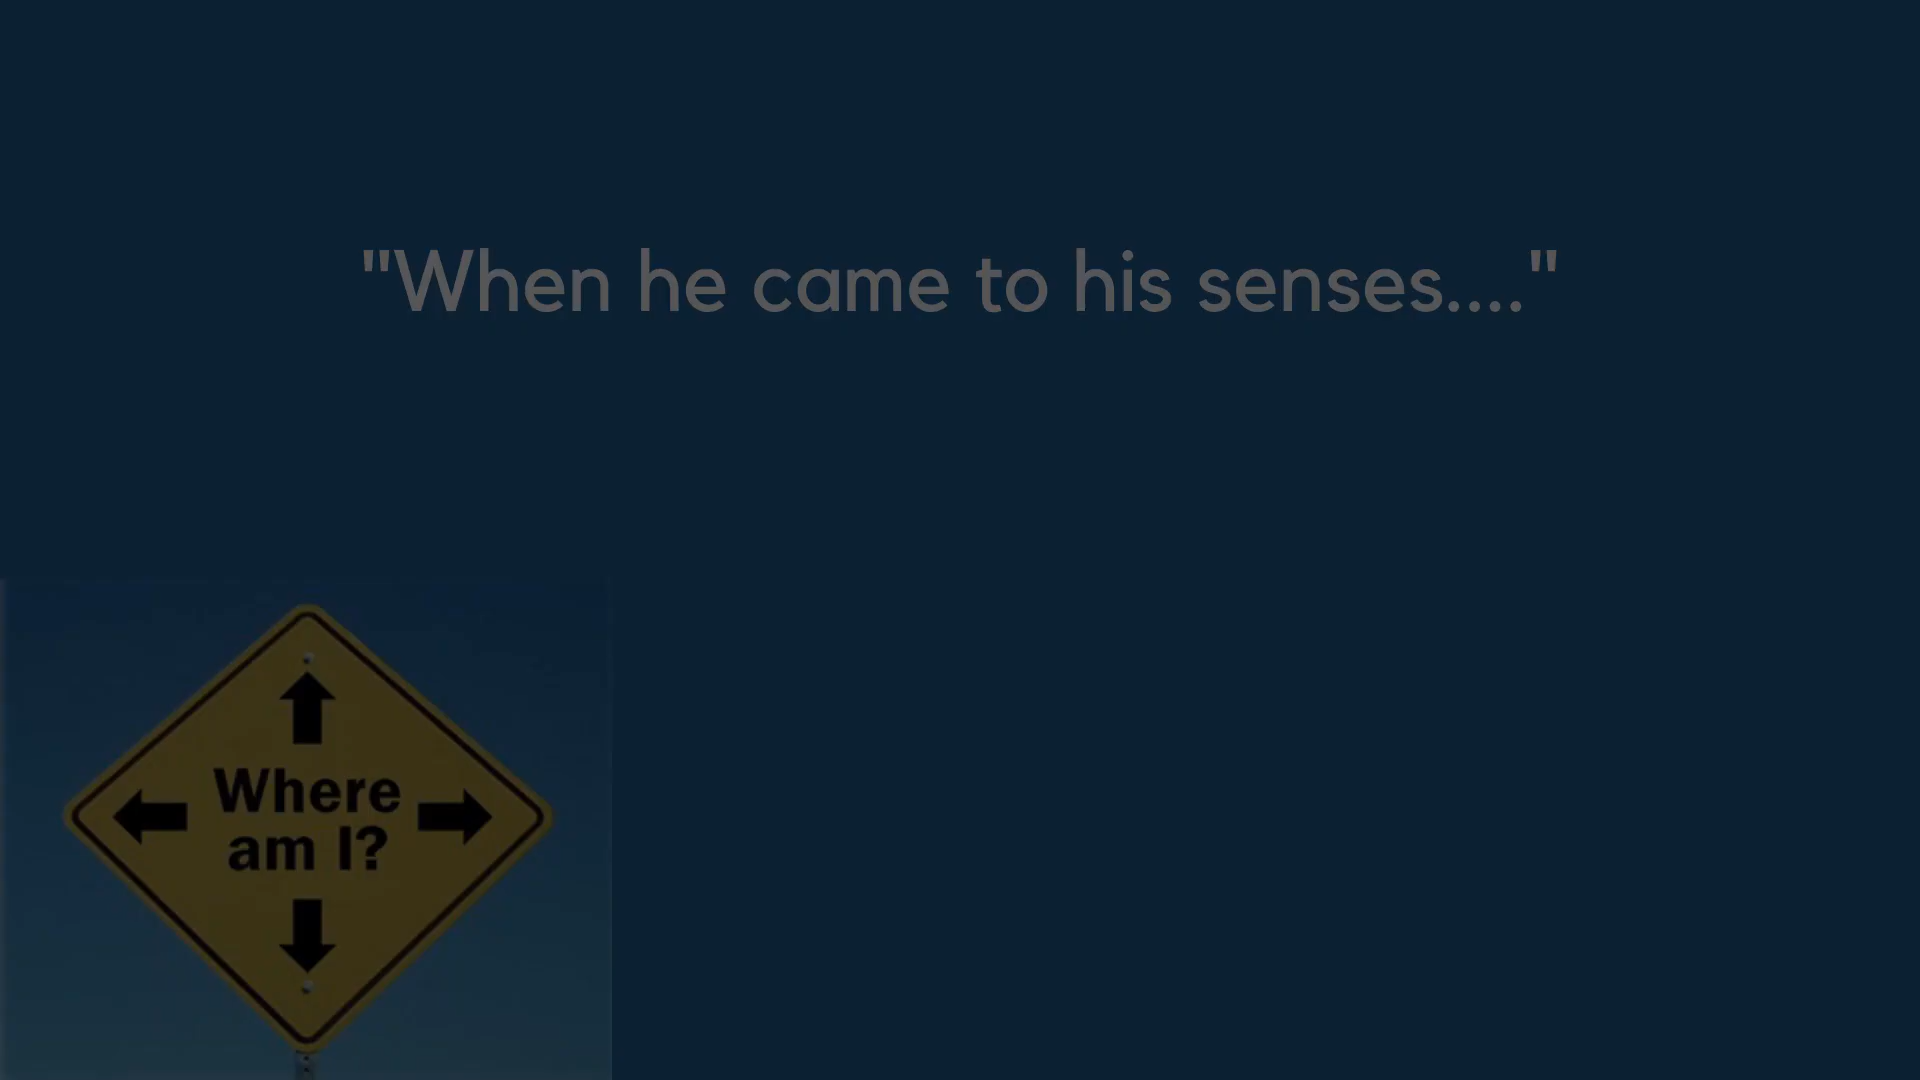 "When he came to his senses...."
Where
am I?